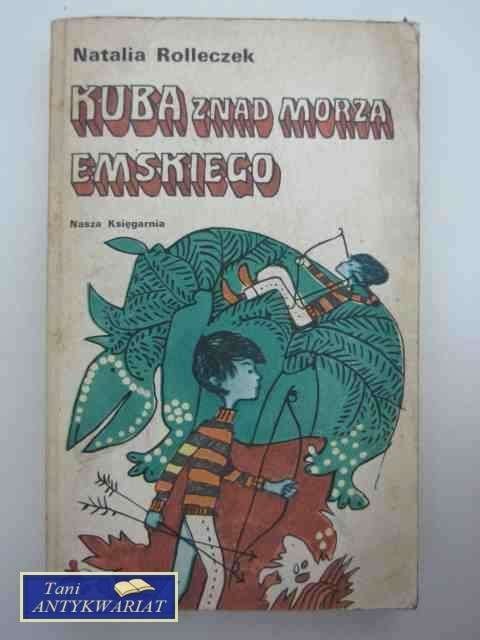 Natalia Rolleczek
KUBA ZNAD MORZA
EMSKIEGO
Nasza Księgarnia
Tani
ANTYKWARIAT